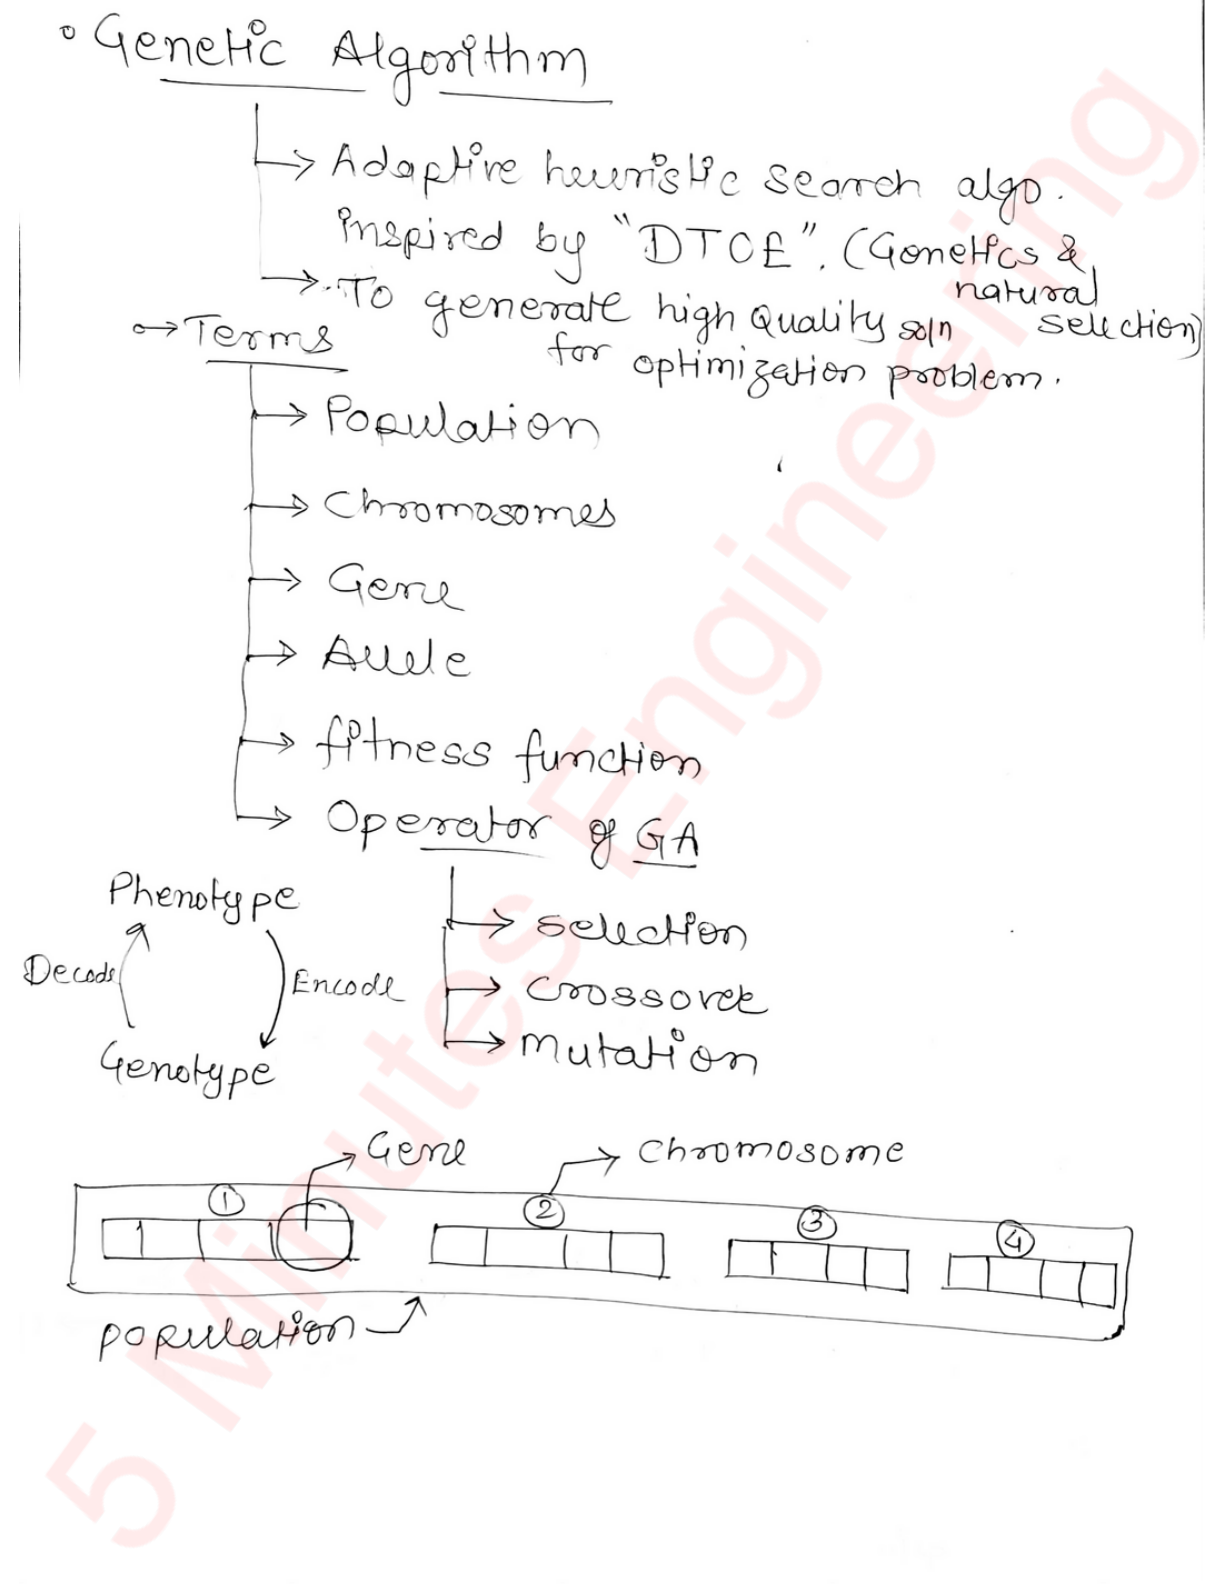 Genetic Algorithm
→ Adaptive heuristic search algo.
inspired by "DTOE". (Genetics &
natural
selection)
→ To generate high Quality soln
for optimization problem.
→ Terms
→ Population
→ Chromosomes
→ Gene
→ Allele
→ fitness function
→ Operator of GA
→ selection
→ crossover
→ mutation
Phenotype
Decode
Encode
Genotype
Gene
Chromosome
1
2
3
4
population
5 Minutes Engineering